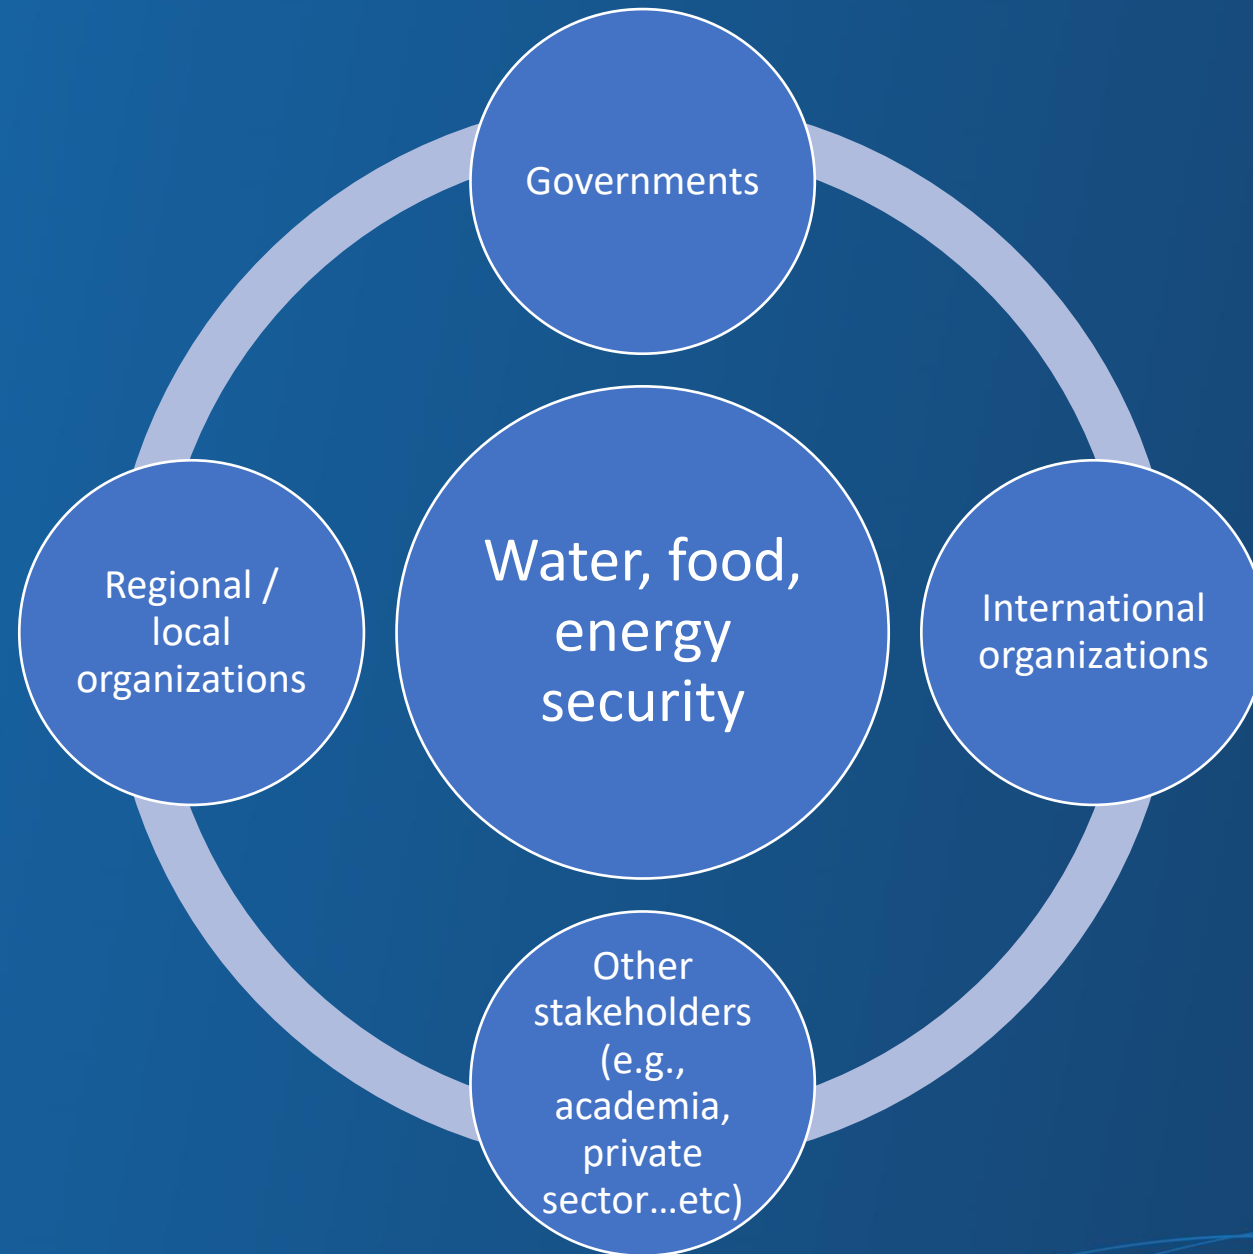 Governments
Water, food,
energy
security
Regional /
local
organizations
International
organizations
Other
stakeholders
(e.g.,
academia,
private
sector...etc)